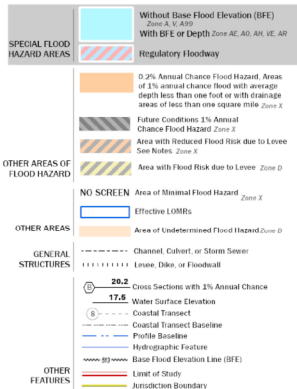 Without Base Flood Elevation (BFE)
Zone A, V, A99
With BFE or Depth Zone AE, AO, AH, VE, AR
SPECIAL FLOOD
HAZARD AREAS
Regulatory Floodway
0.2% Annual Chance Flood Hazard, Areas
of 1% annual chance flood with average
depth less than one foot or with drainage
areas of less than one square mile Zone X
Future Conditions 1% Annual
Chance Flood Hazard Zone X
Area with Reduced Flood Risk due to Levee
See Notes. Zone X
OTHER AREAS OF
FLOOD HAZARD
Area with Flood Risk due to Levee Zone D
NO SCREEN Area of Minimal Flood Hazard Zone X
Effective LOMRs
OTHER AREAS
Area of Undetermined Flood Hazard Zone D
GENERAL
STRUCTURES
Channel, Culvert, or Storm Sewer
Levee, Dike, or Floodwall
B 20.2 Cross Sections with 1% Annual Chance
17.5 Water Surface Elevation
8 Coastal Transect
Coastal Transect Baseline
Profile Baseline
Hydrographic Feature
513 Base Flood Elevation Line (BFE)
OTHER
FEATURES
Limit of Study
Jurisdiction Boundary